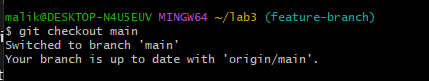 malik@DESKTOP-N4U5EUV MINGW64 ~/lab3 (feature-branch)
$ git checkout main
Switched to branch 'main'
Your branch is up to date with 'origin/main'.